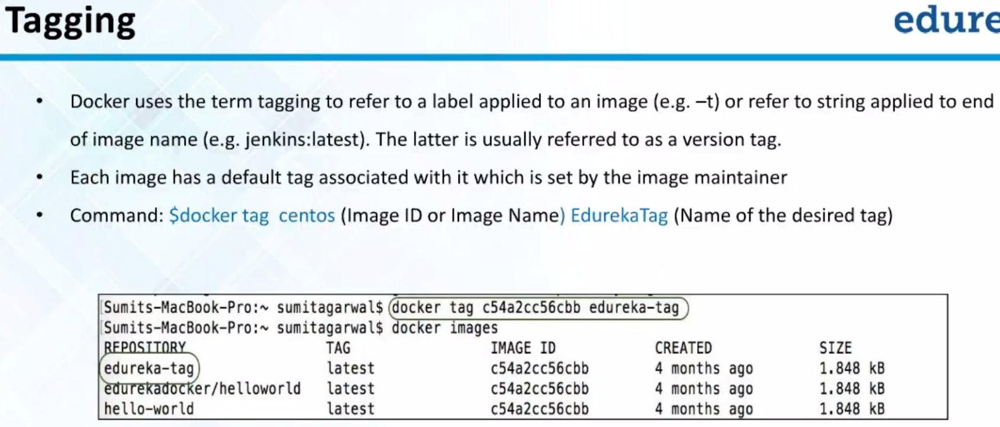 Tagging
edure
• Docker uses the term tagging to refer to a label applied to an image (e.g. –t) or refer to string applied to end
of image name (e.g. jenkins:latest). The latter is usually referred to as a version tag.
• Each image has a default tag associated with it which is set by the image maintainer
• Command: $docker tag centos (Image ID or Image Name) EdurekaTag (Name of the desired tag)
[Sumits-MacBook-Pro:~ sumitagarwal$ docker tag c54a2cc56cbb edureka-tag
[Sumits-MacBook-Pro:~ sumitagarwal$ docker images
REPOSITORY TAG IMAGE ID CREATED SIZE
edureka-tag latest c54a2cc56cbb 4 months ago 1.848 kB
edurekadocker/helloworld latest c54a2cc56cbb 4 months ago 1.848 kB
hello-world latest c54a2cc56cbb 4 months ago 1.848 kB